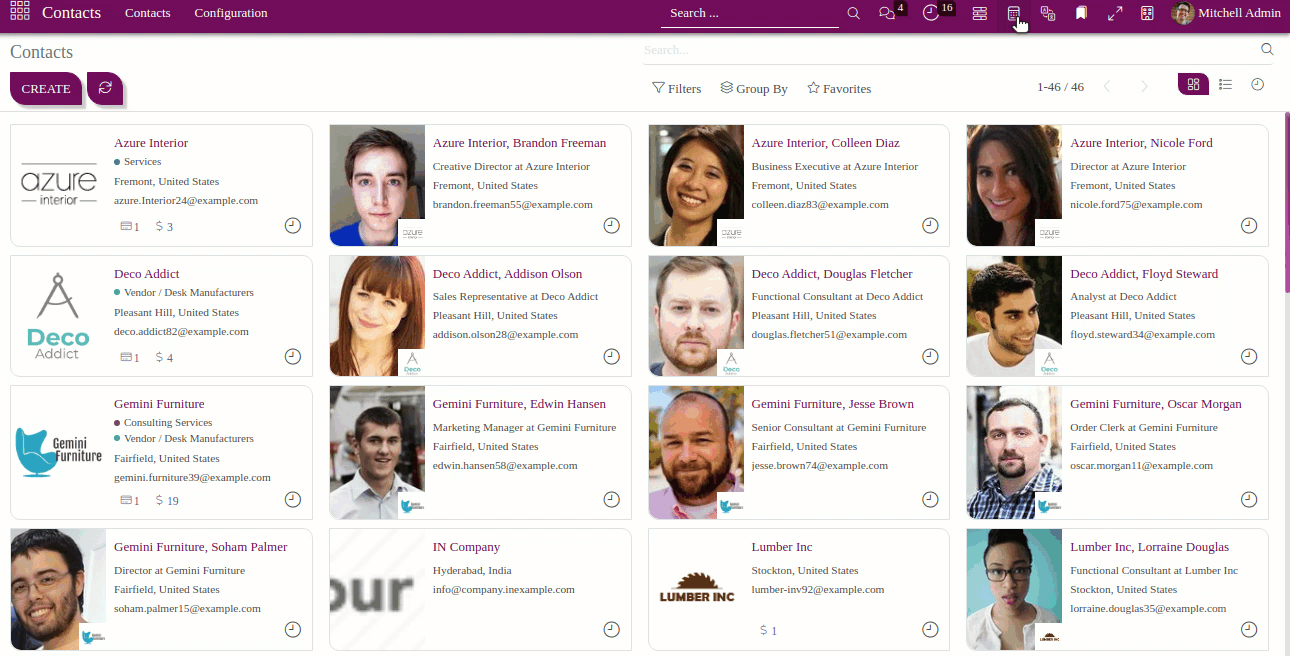 Contacts
Contacts
Configuration
Search ...
4
16
Mitchell Admin
Contacts
Search...
CREATE
Filters
Group By
Favorites
1-46 / 46
azure
interior
Azure Interior
Services
Fremont, United States
azure.Interior24@example.com
1
$ 3
Azure Interior, Brandon Freeman
Creative Director at Azure Interior
Fremont, United States
brandon.freeman55@example.com
azure
Azure Interior, Colleen Diaz
Business Executive at Azure Interior
Fremont, United States
colleen.diaz83@example.com
azure
Azure Interior, Nicole Ford
Director at Azure Interior
Fremont, United States
nicole.ford75@example.com
azure
Deco
Addict
Deco Addict
Vendor / Desk Manufacturers
Pleasant Hill, United States
deco.addict82@example.com
1
$ 4
Deco Addict, Addison Olson
Sales Representative at Deco Addict
Pleasant Hill, United States
addison.olson28@example.com
Deco
Deco Addict, Douglas Fletcher
Functional Consultant at Deco Addict
Pleasant Hill, United States
douglas.fletcher51@example.com
Deco
Deco Addict, Floyd Steward
Analyst at Deco Addict
Pleasant Hill, United States
floyd.steward34@example.com
Deco
Gemini
Furniture
Gemini Furniture
Consulting Services
Vendor / Desk Manufacturers
Fairfield, United States
gemini.furniture39@example.com
1
$ 19
Gemini Furniture, Edwin Hansen
Marketing Manager at Gemini Furniture
Fairfield, United States
edwin.hansen58@example.com
Gemini Furniture, Jesse Brown
Senior Consultant at Gemini Furniture
Fairfield, United States
jesse.brown74@example.com
Gemini Furniture, Oscar Morgan
Order Clerk at Gemini Furniture
Fairfield, United States
oscar.morgan11@example.com
Gemini Furniture, Soham Palmer
Director at Gemini Furniture
Fairfield, United States
soham.palmer15@example.com
our
IN Company
Hyderabad, India
info@company.inexample.com
LUMBER INC
Lumber Inc
Stockton, United States
lumber-inv92@example.com
$ 1
Lumber Inc, Lorraine Douglas
Functional Consultant at Lumber Inc
Stockton, United States
lorraine.douglas35@example.com